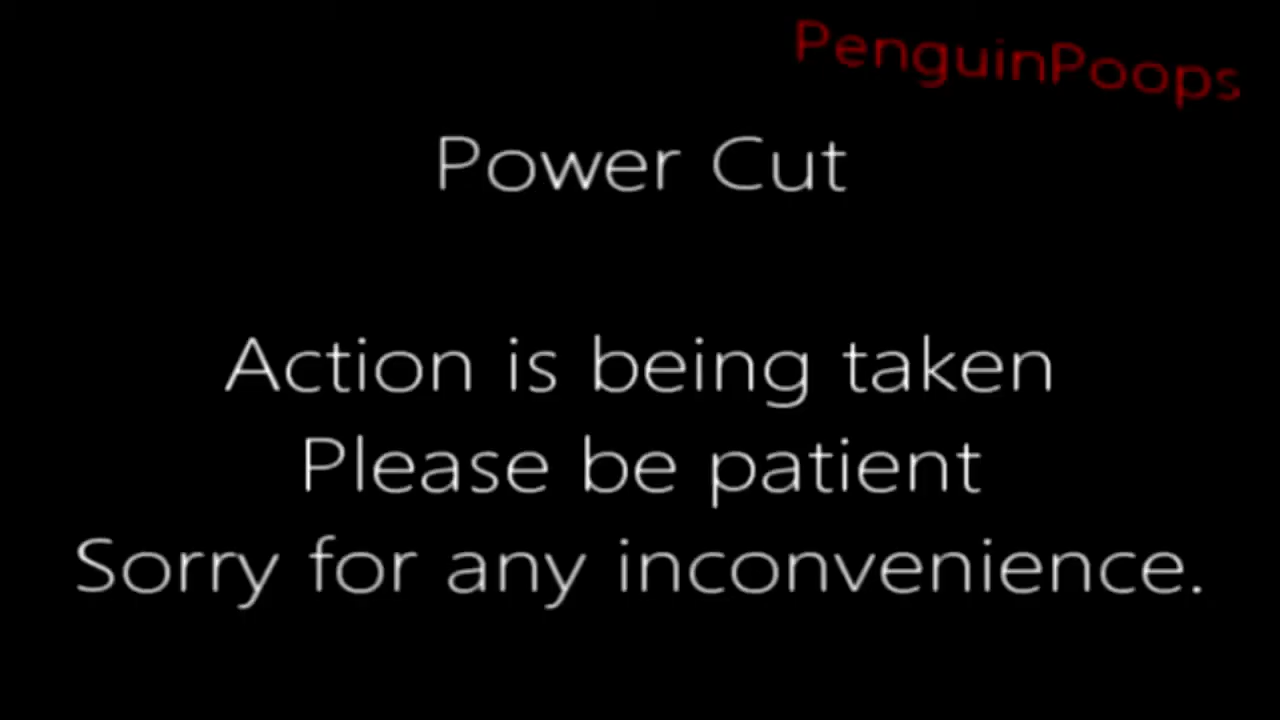 PenguinPoops
Power Cut
Action is being taken
Please be patient
Sorry for any inconvenience.